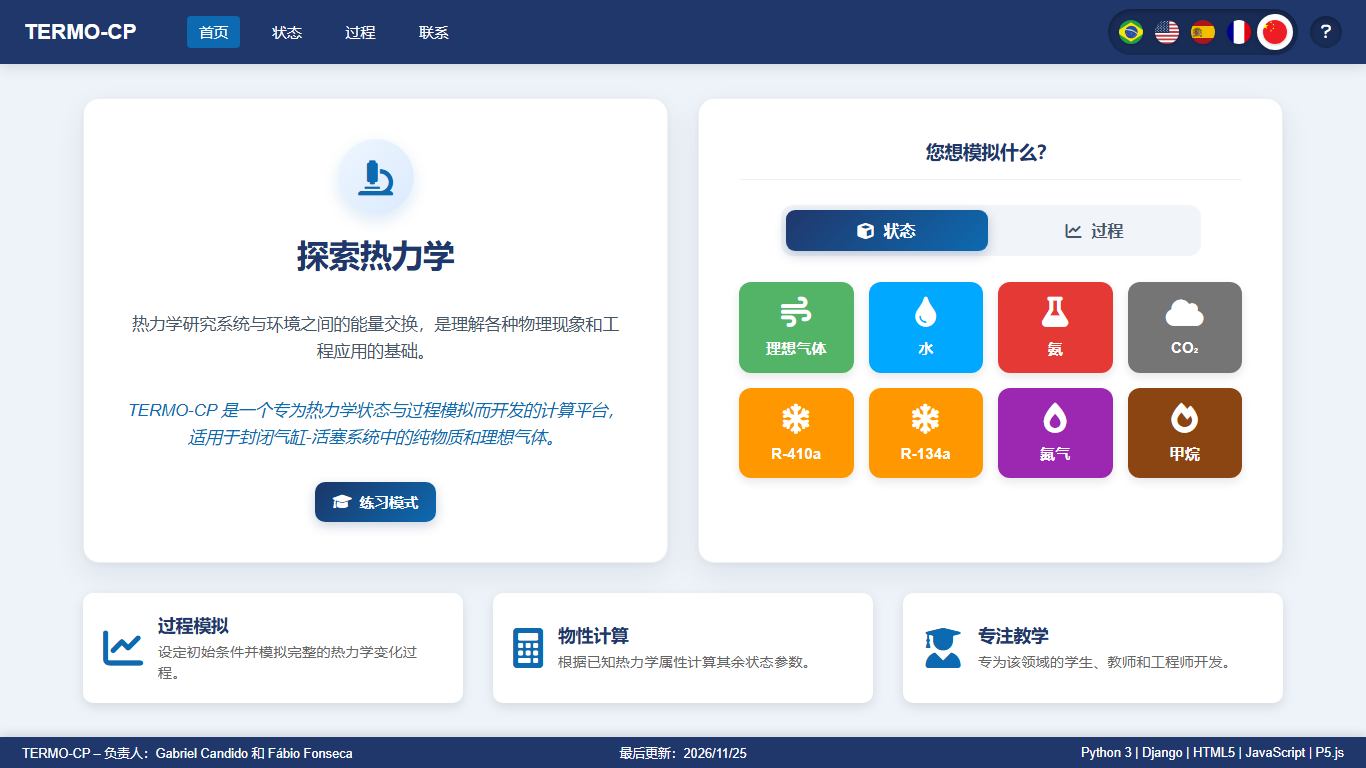 TERMO-CP
首页
状态
过程
联系
?
探索热力学
热力学研究系统与环境之间的能量交换，是理解各种物理现象和工
程应用的基础。
TERMO-CP 是一个专为热力学状态与过程模拟而开发的计算平台，
适用于封闭气缸-活塞系统中的纯物质和理想气体。
练习模式
您想模拟什么?
状态
过程
理想气体
水
氨
CO₂
R-410a
R-134a
氮气
甲烷
过程模拟
设定初始条件并模拟完整的热力学变化过
程。
物性计算
根据已知热力学属性计算其余状态参数。
专注教学
专为该领域的学生、教师和工程师开发。
TERMO-CP – 负责人：Gabriel Candido 和 Fábio Fonseca
最后更新：2026/11/25
Python 3 | Django | HTML5 | JavaScript | P5.js